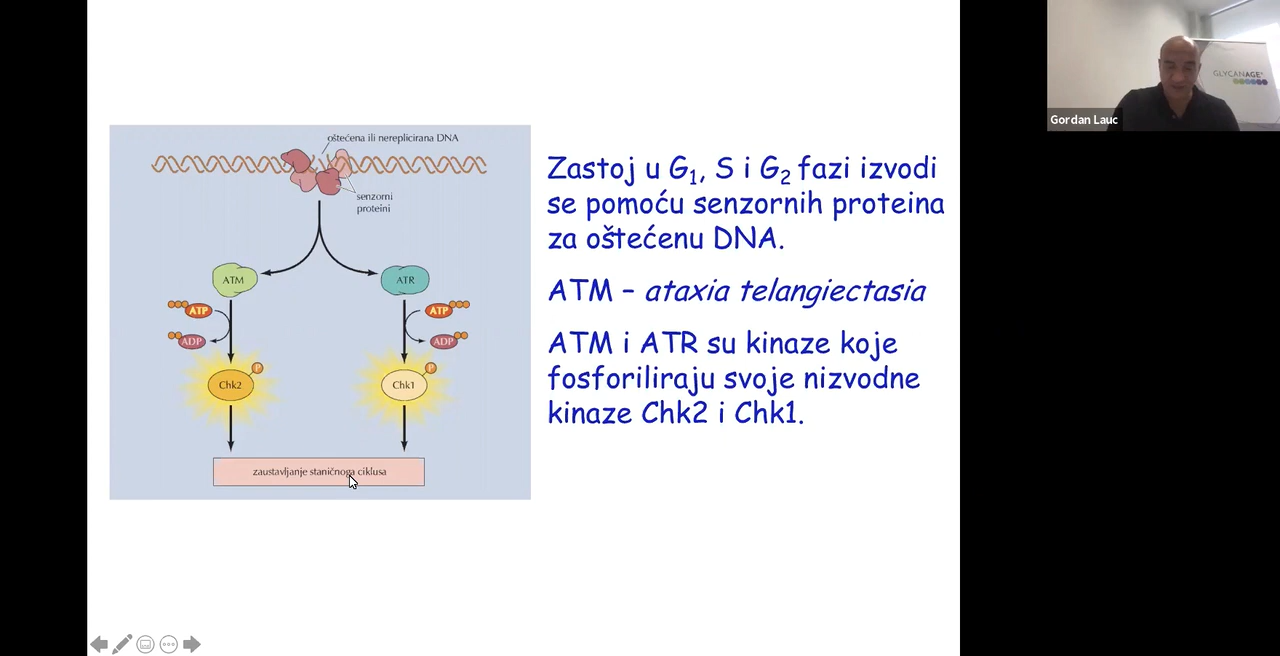 oštećena ili nereplicirana DNA
senzorni
proteini
ATM
ATR
ATP
ATP
ADP
ADP
P
P
Chk2
Chk1
zaustavljanje staničnoga ciklusa
Zastoj u G₁, S i G₂ fazi izvodi
se pomoću senzornih proteina
za oštećenu DNA.
ATM – ataxia telangiectasia
ATM i ATR su kinaze koje
fosforiliraju svoje nizvodne
kinaze Chk2 i Chk1.
GLYCANAGE
Gordan Lauc